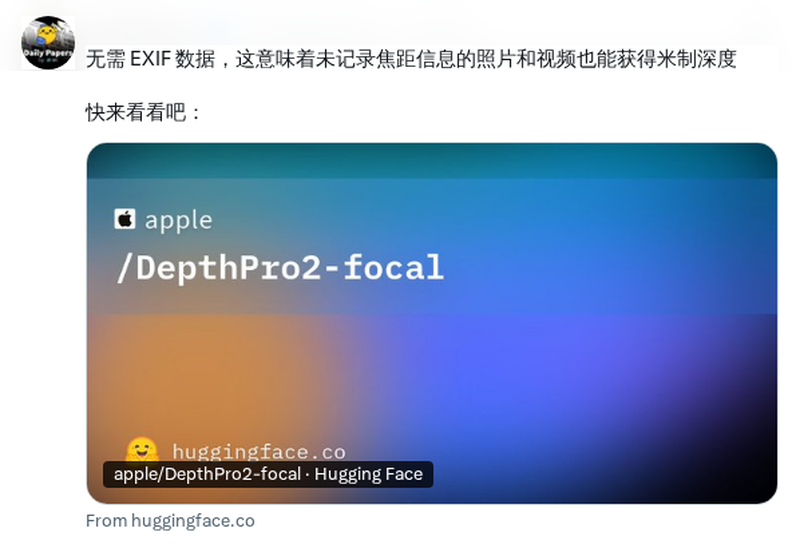 Daily Papers
无需 EXIF 数据，这意味着未记录焦距信息的照片和视频也能获得米制深度
快来看看吧：
apple
/DepthPro2-focal
huggingface.co
apple/DepthPro2-focal · Hugging Face
From huggingface.co